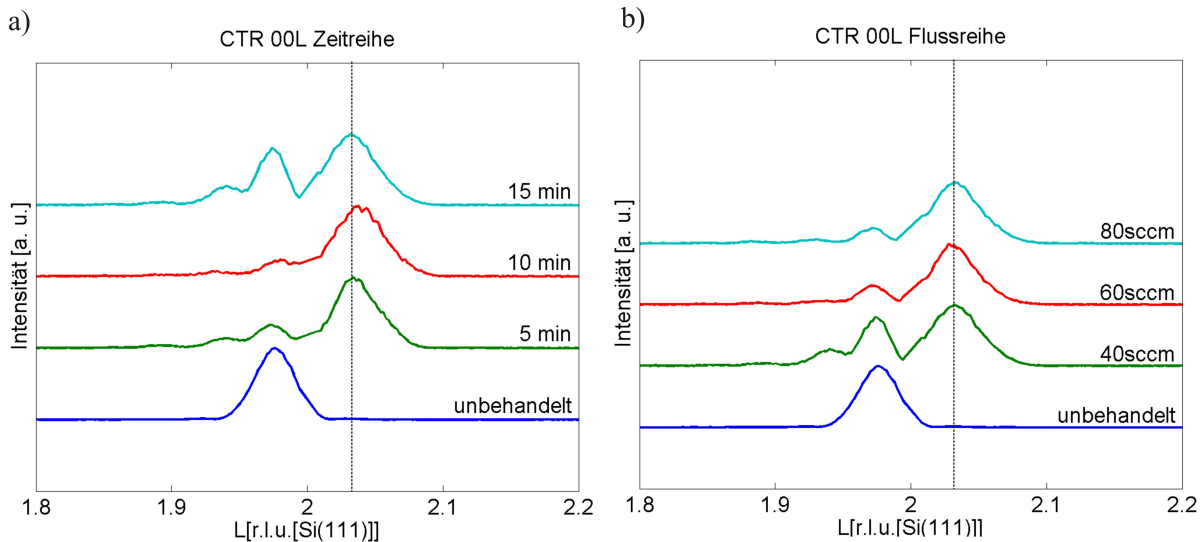 a)
CTR 00L Zeitreihe
15 min
10 min
5 min
unbehandelt
Intensität [a. u.]
1.8 1.9 2 2.1 2.2
L[r.l.u.[Si(111)]]
b)
CTR 00L Flussreihe
80sccm
60sccm
40sccm
unbehandelt
Intensität [a. u.]
1.8 1.9 2 2.1 2.2
L[r.l.u.[Si(111)]]